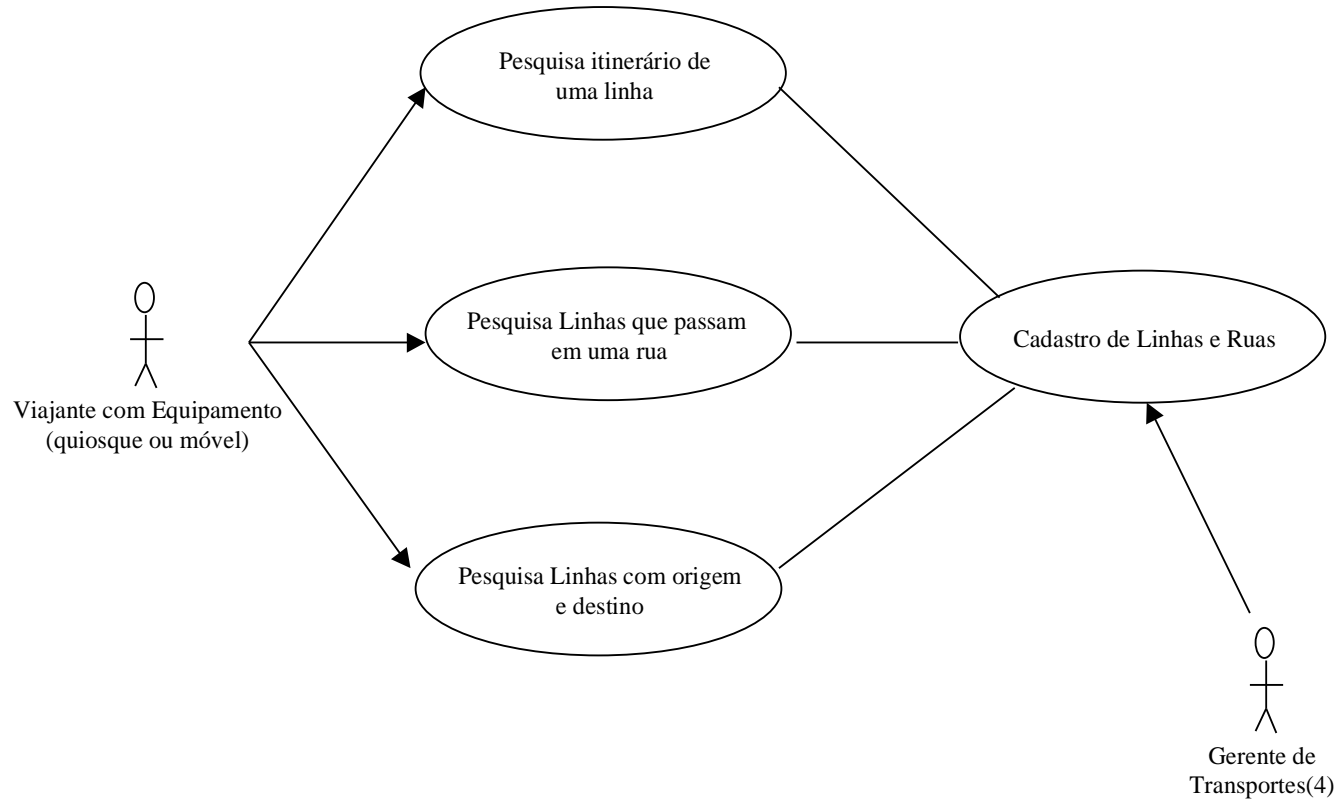 Pesquisa itinerário de
uma linha
Pesquisa Linhas que passam
em uma rua
Cadastro de Linhas e Ruas
Viajante com Equipamento
(quiosque ou móvel)
Pesquisa Linhas com origem
e destino
Gerente de
Transportes(4)